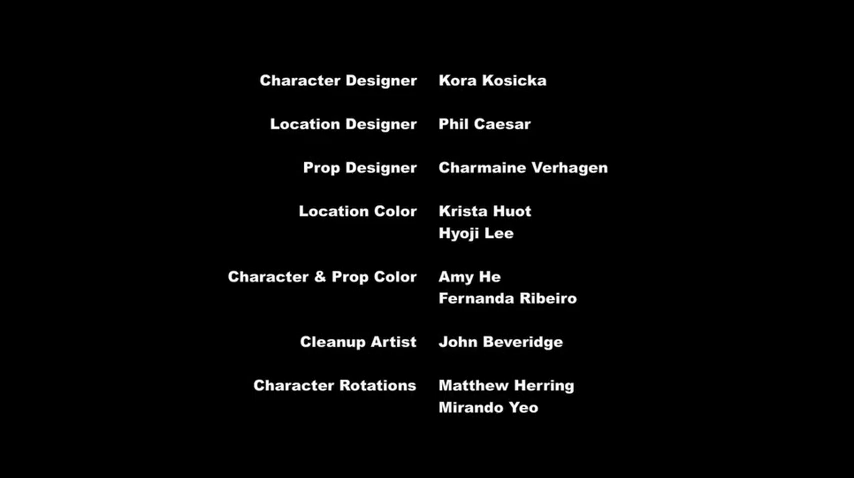 Character Designer Kora Kosicka
Location Designer Phil Caesar
Prop Designer Charmaine Verhagen
Location Color Krista Huot
Hyoji Lee
Character & Prop Color Amy He
Fernanda Ribeiro
Cleanup Artist John Beveridge
Character Rotations Matthew Herring
Mirando Yeo